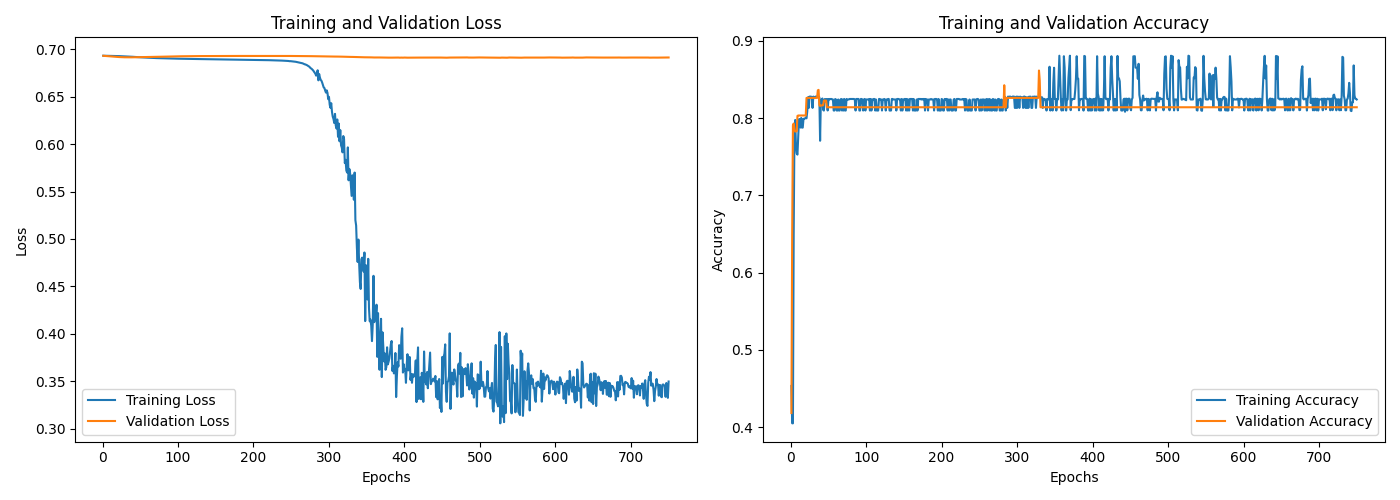 Training and Validation Loss
0.70
0.65
0.60
0.55
0.50
0.45
0.40
0.35
0.30
Loss
Training Loss
Validation Loss
0 100 200 300 400 500 600 700
Epochs
Training and Validation Accuracy
0.9
0.8
0.7
0.6
0.5
0.4
Accuracy
Training Accuracy
Validation Accuracy
0 100 200 300 400 500 600 700
Epochs